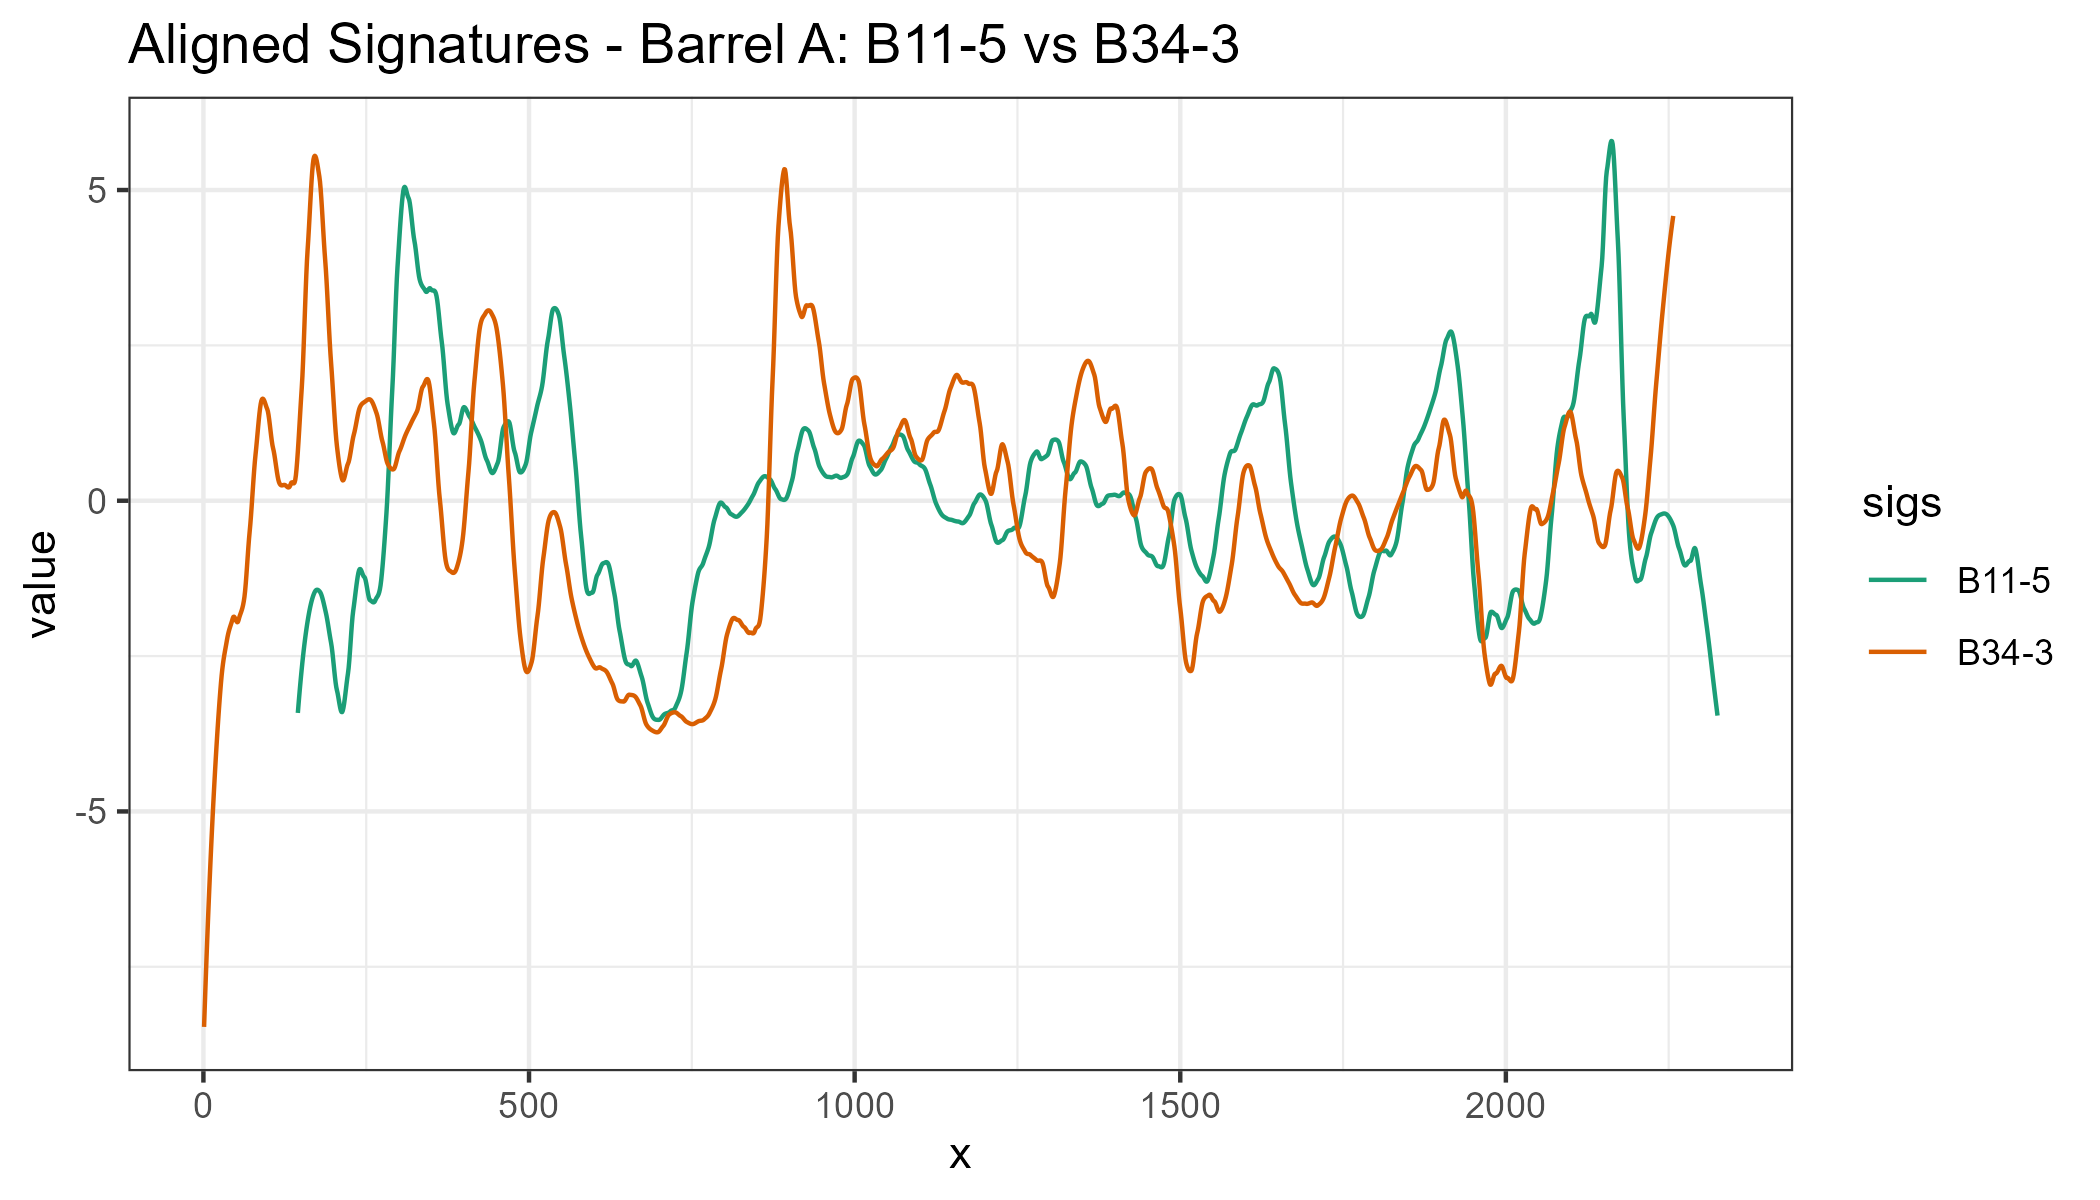 Aligned Signatures - Barrel A: B11-5 vs B34-3
value
5
0
-5
0 500 1000 1500 2000
x
sigs
B11-5
B34-3